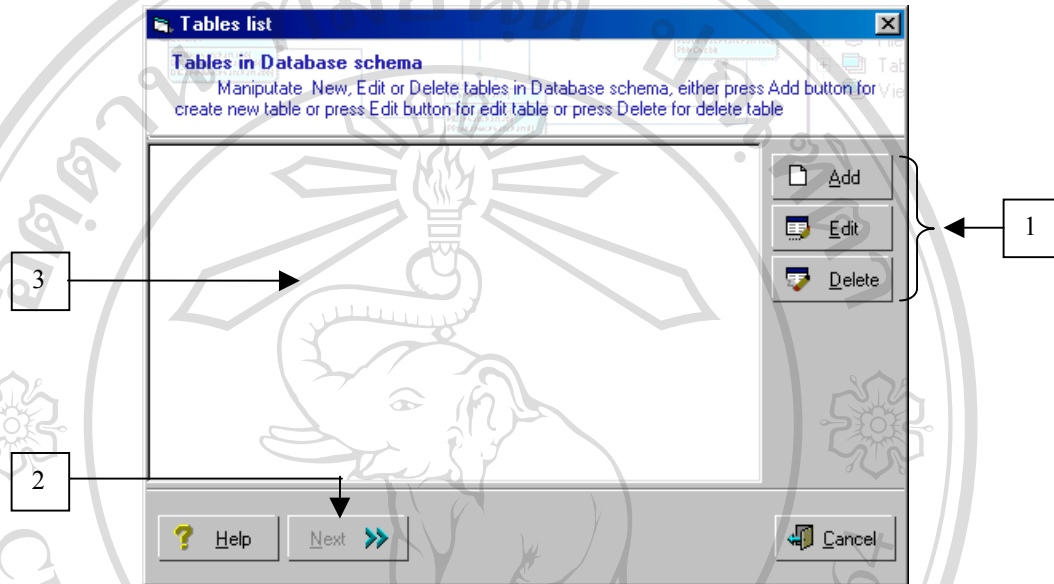 Tables list
Tables in Database schema
Maniputate New, Edit or Delete tables in Database schema, either press Add button for
create new table or press Edit button for edit table or press Delete for delete table
Add
1
Edit
3
Delete
2
Help
Next
Cancel